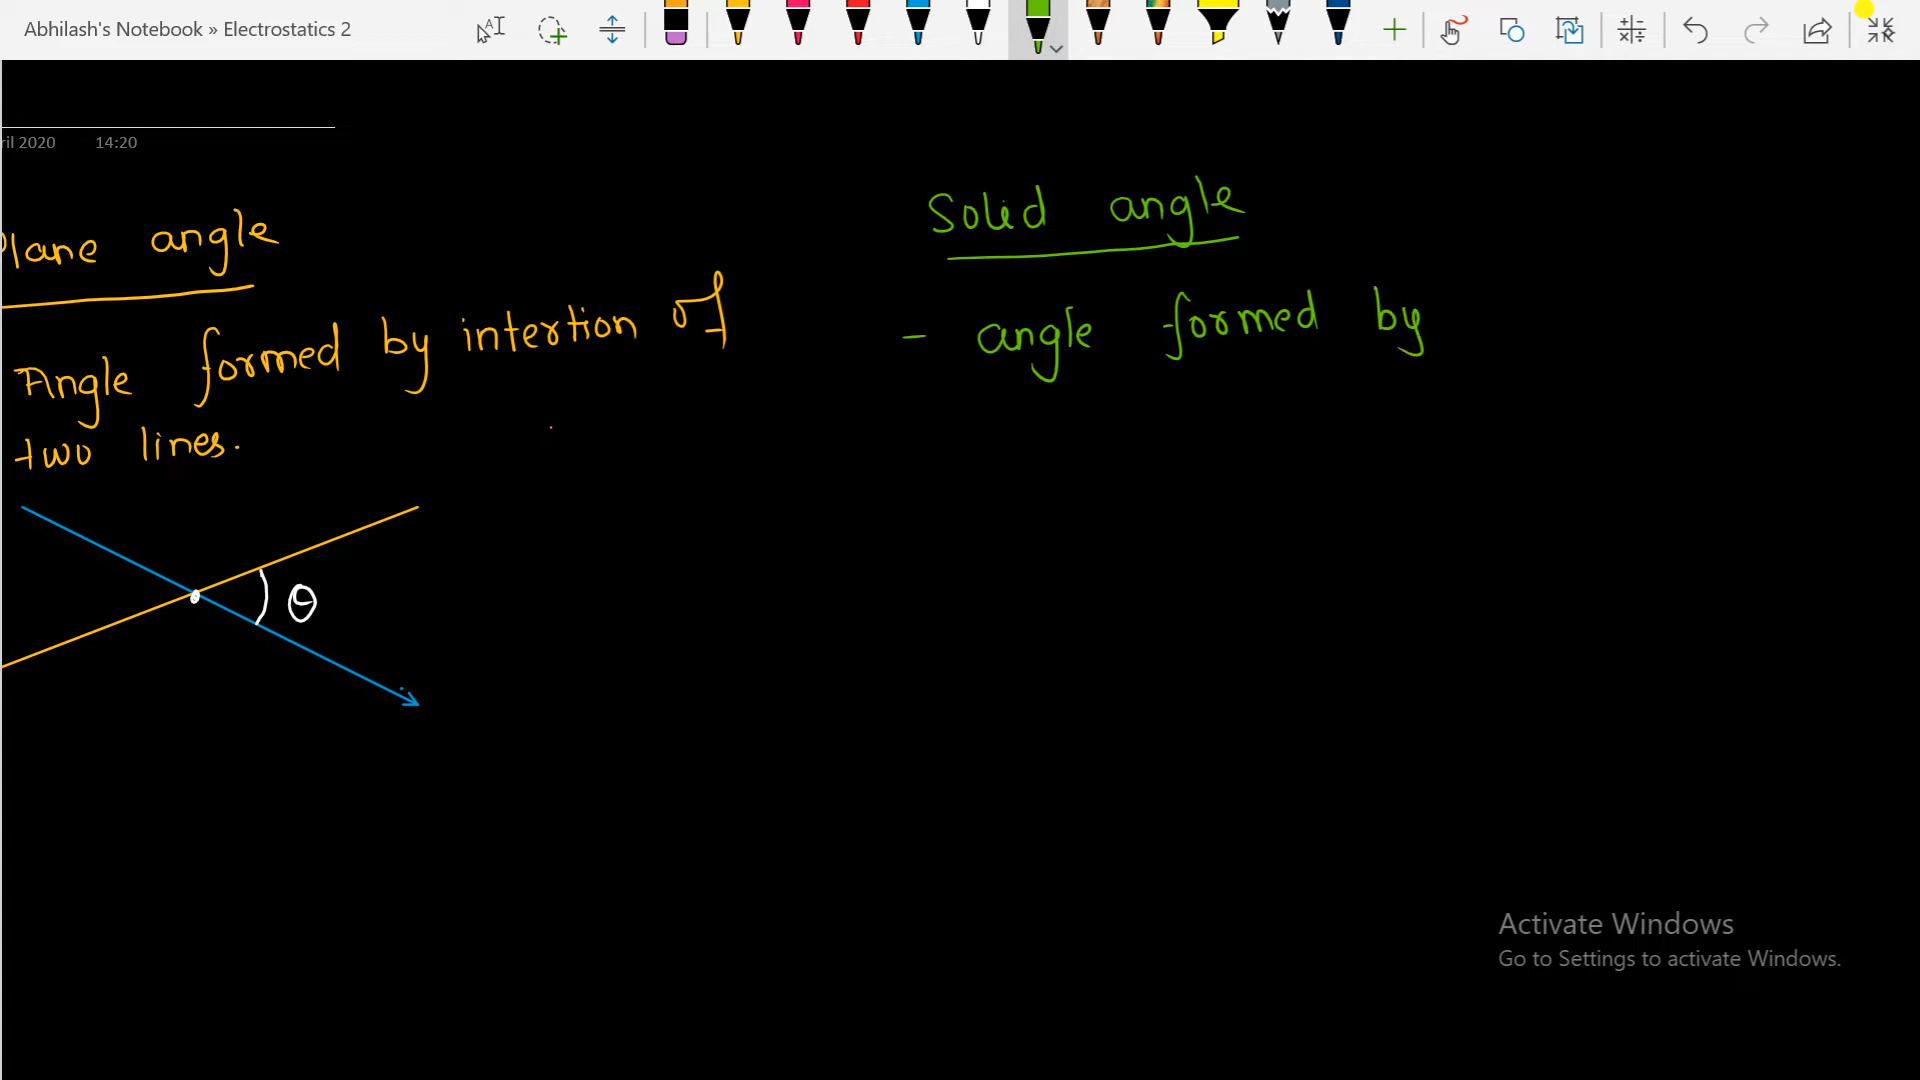 Abhilash's Notebook » Electrostatics 2
ril 2020 14:20
Plane angle
Angle formed by intertion of
two lines.
θ
Solid angle
- angle formed by
Activate Windows
Go to Settings to activate Windows.